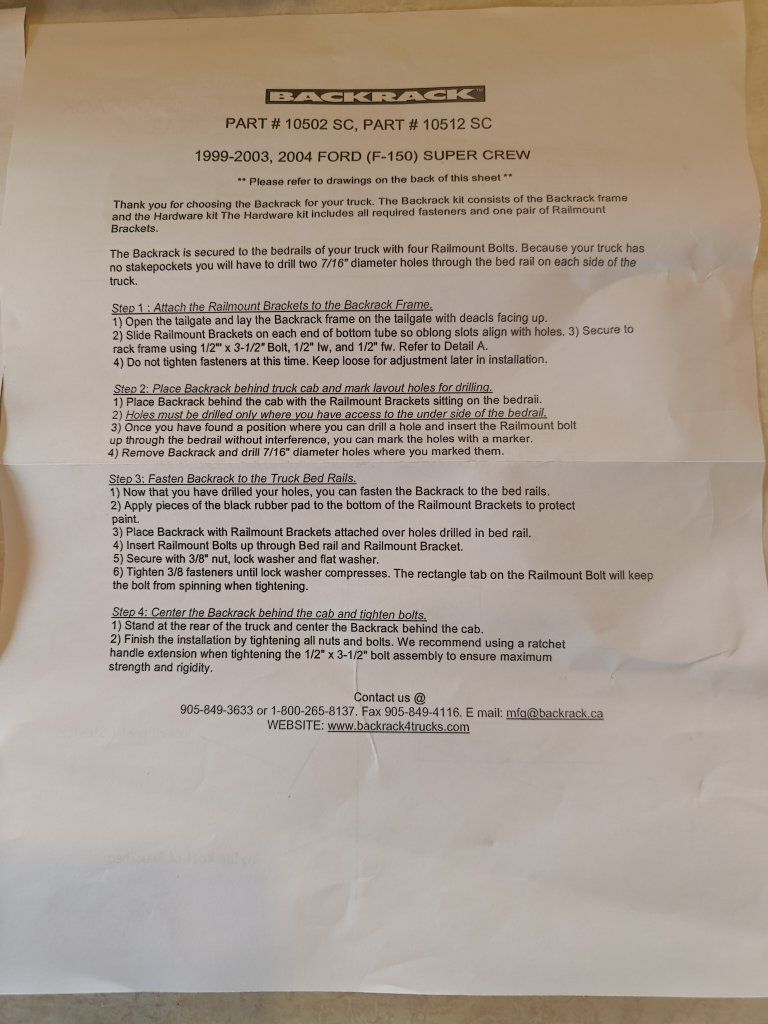 BACKRACK™
PART # 10502 SC, PART # 10512 SC
1999-2003, 2004 FORD (F-150) SUPER CREW
** Please refer to drawings on the back of this sheet **
Thank you for choosing the Backrack for your truck. The Backrack kit consists of the Backrack frame
and the Hardware kit The Hardware kit includes all required fasteners and one pair of Railmount
Brackets.
The Backrack is secured to the bedrails of your truck with four Railmount Bolts. Because your truck has
no stakepockets you will have to drill two 7/16" diameter holes through the bed rail on each side of the
truck.
Step 1 : Attach the Railmount Brackets to the Backrack Frame.
1) Open the tailgate and lay the Backrack frame on the tailgate with deacls facing up.
2) Slide Railmount Brackets on each end of bottom tube so oblong slots align with holes. 3) Secure to
rack frame using 1/2"' x 3-1/2" Bolt, 1/2" lw, and 1/2" fw. Refer to Detail A.
4) Do not tighten fasteners at this time. Keep loose for adjustment later in installation.
Step 2: Place Backrack behind truck cab and mark layout holes for drilling.
1) Place Backrack behind the cab with the Railmount Brackets sitting on the bedraii.
2) Holes must be drilled only where you have access to the under side of the bedrail.
3) Once you have found a position where you can drill a hole and insert the Railmount bolt
up through the bedrail without interference, you can mark the holes with a marker.
4) Remove Backrack and drill 7/16" diameter holes where you marked them.
Step 3: Fasten Backrack to the Truck Bed Rails.
1) Now that you have drilled your holes, you can fasten the Backrack to the bed rails.
2) Apply pieces of the black rubber pad to the bottom of the Railmount Brackets to protect
paint.
3) Place Backrack with Railmount Brackets attached over holes drilled in bed rail.
4) Insert Railmount Bolts up through Bed rail and Railmount Bracket.
5) Secure with 3/8" nut, lock washer and flat washer.
6) Tighten 3/8 fasteners until lock washer compresses. The rectangle tab on the Railmount Bolt will keep
the bolt from spinning when tightening.
Step 4: Center the Backrack behind the cab and tighten bolts.
1) Stand at the rear of the truck and center the Backrack behind the cab.
2) Finish the installation by tightening all nuts and bolts. We recommend using a ratchet
handle extension when tightening the 1/2" x 3-1/2" bolt assembly to ensure maximum
strength and rigidity.
Contact us @
905-849-3633 or 1-800-265-8137. Fax 905-849-4116. E mail: mfg@backrack.ca
WEBSITE: www.backrack4trucks.com